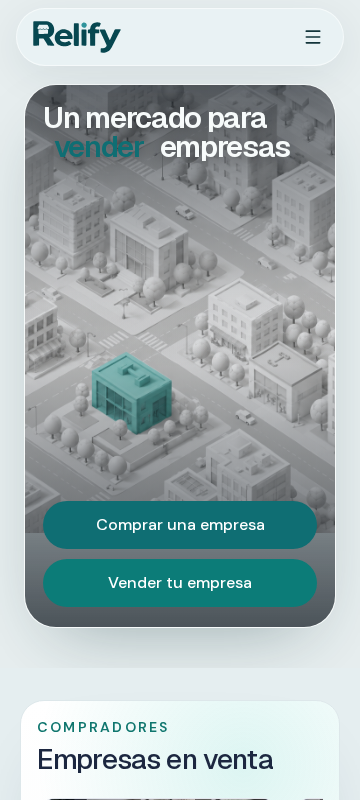 Relify
Un mercado para
vender empresas
Comprar una empresa
Vender tu empresa
COMPRADORES
Empresas en venta